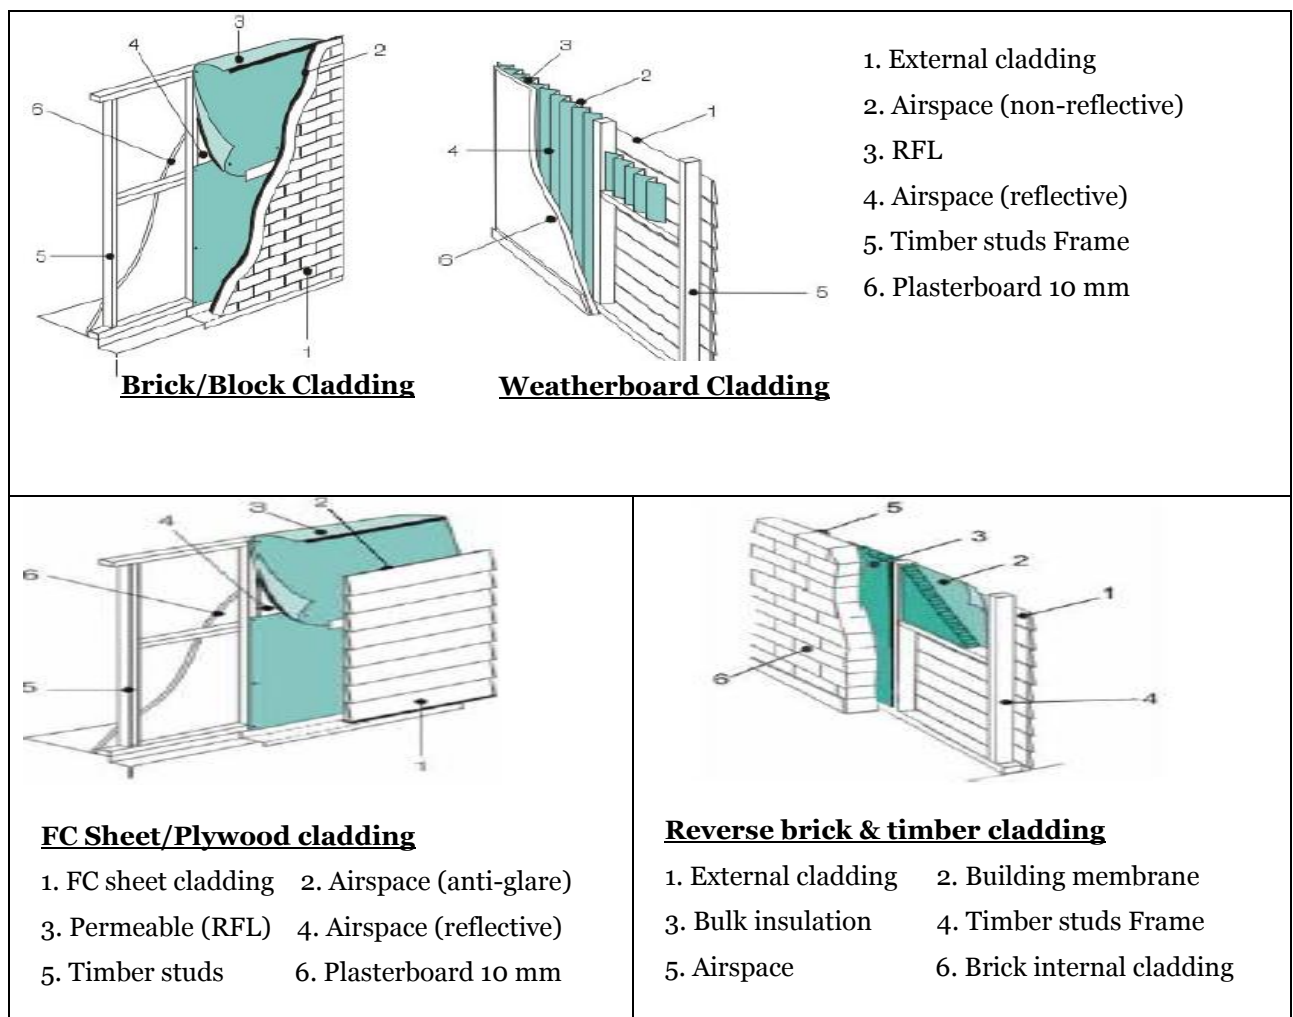 3
4
2
6
5
1
3
2
1
4
6
5
Brick/Block Cladding
Weatherboard Cladding
1. External cladding
2. Airspace (non-reflective)
3. RFL
4. Airspace (reflective)
5. Timber studs Frame
6. Plasterboard 10 mm
3
2
4
6
5
1
FC Sheet/Plywood cladding
1. FC sheet cladding 2. Airspace (anti-glare)
3. Permeable (RFL) 4. Airspace (reflective)
5. Timber studs 6. Plasterboard 10 mm
5
3
2
1
6
4
Reverse brick & timber cladding
1. External cladding 2. Building membrane
3. Bulk insulation 4. Timber studs Frame
5. Airspace 6. Brick internal cladding